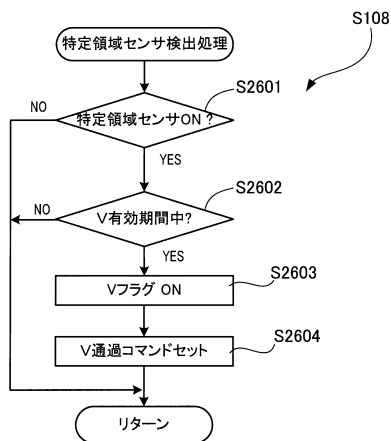 S108
特定領域センサ検出処理
S2601
NO
特定領域センサON？
YES
S2602
NO
V有効期間中?
YES
S2603
Vフラグ ON
S2604
V通過コマンドセット
リターン